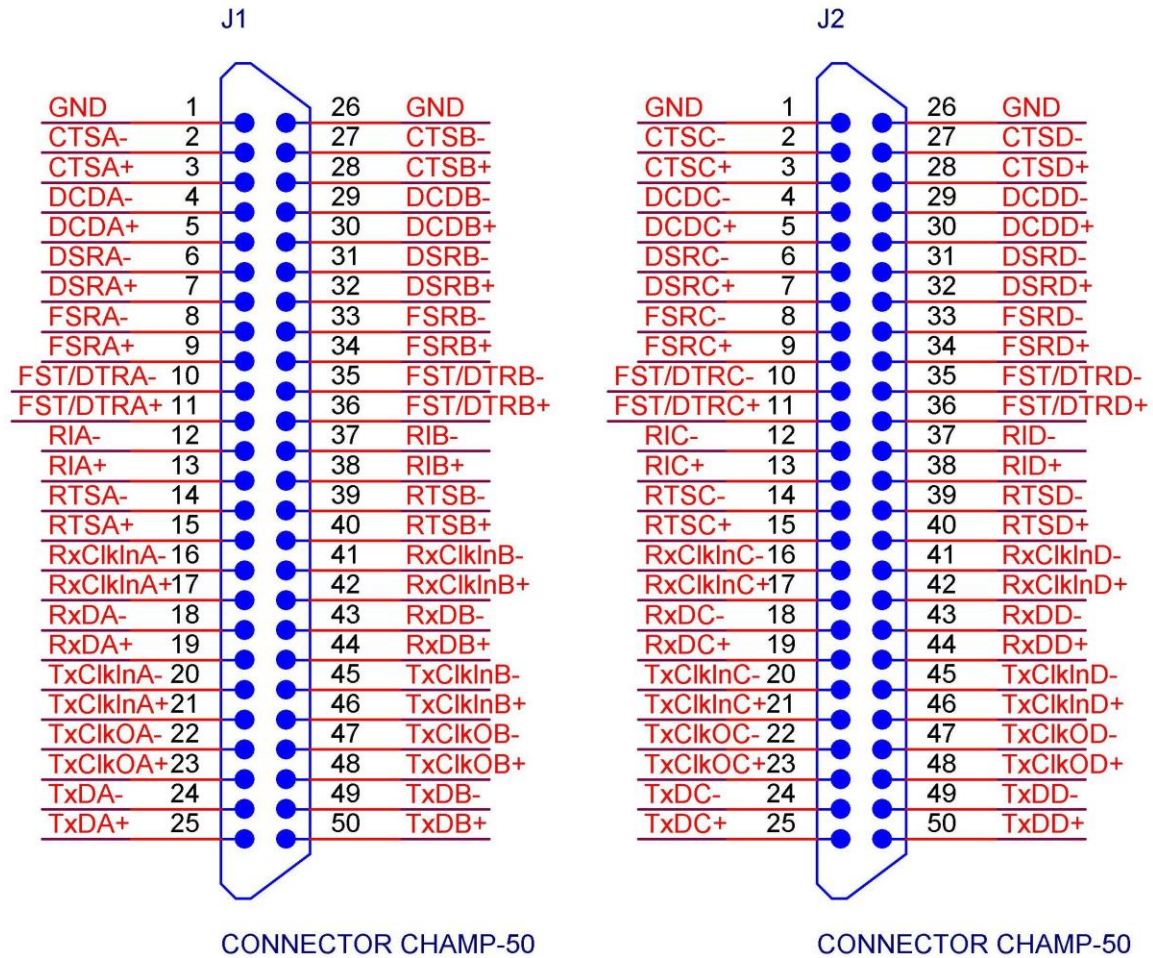 J1 J2
GND 1 26 GND GND 1 26 GND
CTSA- 2 27 CTSB- CTSC- 2 27 CTSD-
CTSA+ 3 28 CTSB+ CTSC+ 3 28 CTSD+
DCDA- 4 29 DCDB- DCDC- 4 29 DCDD-
DCDA+ 5 30 DCDB+ DCDC+ 5 30 DCDD+
DSRA- 6 31 DSRB- DSRC- 6 31 DSRD-
DSRA+ 7 32 DSRB+ DSRC+ 7 32 DSRD+
FSRA- 8 33 FSRB- FSRC- 8 33 FSRD-
FSRA+ 9 34 FSRB+ FSRC+ 9 34 FSRD+
FST/DTRA- 10 35 FST/DTRB- FST/DTRC- 10 35 FST/DTRD-
FST/DTRA+ 11 36 FST/DTRB+ FST/DTRC+ 11 36 FST/DTRD+
RIA- 12 37 RIB- RIC- 12 37 RID-
RIA+ 13 38 RIB+ RIC+ 13 38 RID+
RTSA- 14 39 RTSB- RTSC- 14 39 RTSD-
RTSA+ 15 40 RTSB+ RTSC+ 15 40 RTSD+
RxClkInA- 16 41 RxClkInB- RxClkInC- 16 41 RxClkInD-
RxClkInA+ 17 42 RxClkInB+ RxClkInC+ 17 42 RxClkInD+
RxDA- 18 43 RxDB- RxDC- 18 43 RxDD-
RxDA+ 19 44 RxDB+ RxDC+ 19 44 RxDD+
TxClkInA- 20 45 TxClkInB- TxClkInC- 20 45 TxClkInD-
TxClkInA+ 21 46 TxClkInB+ TxClkInC+ 21 46 TxClkInD+
TxClkOA- 22 47 TxClkOB- TxClkOC- 22 47 TxClkOD-
TxClkOA+ 23 48 TxClkOB+ TxClkOC+ 23 48 TxClkOD+
TxDA- 24 49 TxDB- TxDC- 24 49 TxDD-
TxDA+ 25 50 TxDB+ TxDC+ 25 50 TxDD+
CONNECTOR CHAMP-50 CONNECTOR CHAMP-50